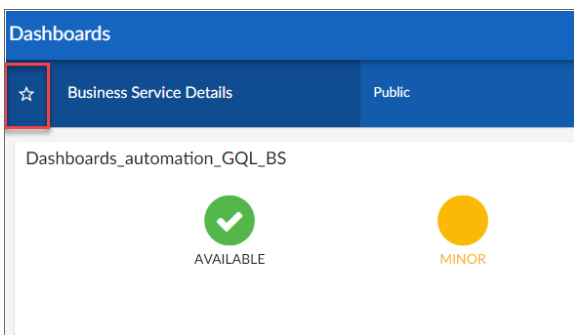 Dashboards
Business Service Details
Public
Dashboards_automation_GQL_BS
AVAILABLE
MINOR